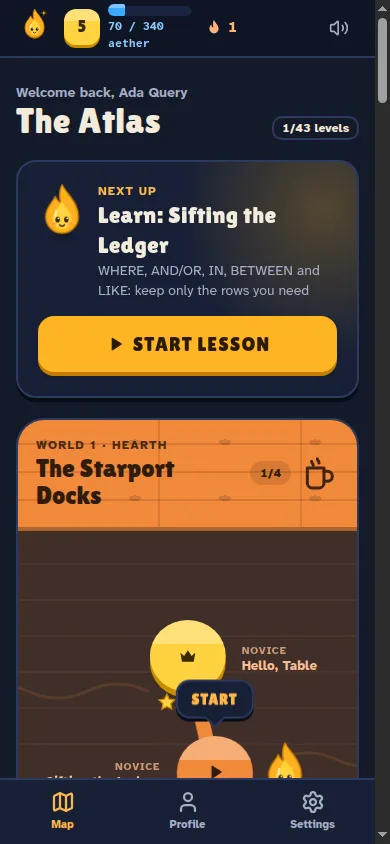 5
70 / 340
aether
1
Welcome back, Ada Query
The Atlas
1/43 levels
NEXT UP
Learn: Sifting the
Ledger
WHERE, AND/OR, IN, BETWEEN and
LIKE: keep only the rows you need
START LESSON
WORLD 1 · HEARTH
The Starport
Docks
1/4
NOVICE
Hello, Table
START
NOVICE
Map
Profile
Settings